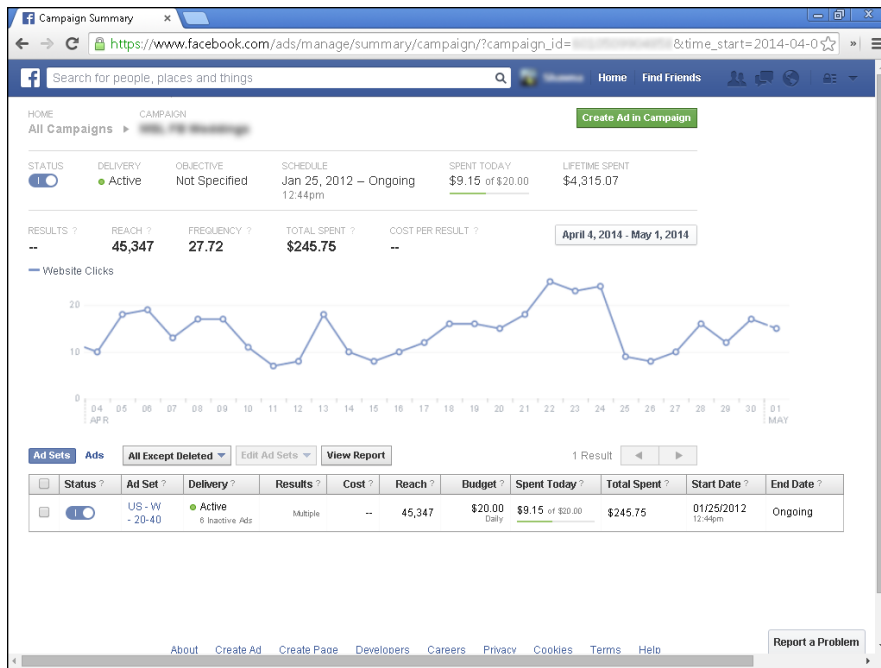 Campaign Summary
https://www.facebook.com/ads/manage/summary/campaign/?campaign_id= &time_start=2014-04-0
Search for people, places and things
Home Find Friends
HOME CAMPAIGN
All Campaigns
Create Ad in Campaign
STATUS DELIVERY OBJECTIVE SCHEDULE SPENT TODAY LIFETIME SPENT
Active Not Specified Jan 25, 2012 – Ongoing $9.15 of $20.00 $4,315.07
12:44pm
RESULTS ? REACH ? FREQUENCY ? TOTAL SPENT ? COST PER RESULT ?
-- 45,347 27.72 $245.75 --
April 4, 2014 - May 1, 2014
Website Clicks
20
10
0
04 05 06 07 08 09 10 11 12 13 14 15 16 17 18 19 20 21 22 23 24 25 26 27 28 29 30 01
APR MAY
Ad Sets Ads All Except Deleted Edit Ad Sets View Report 1 Result
Status ? Ad Set ? Delivery ? Results ? Cost ? Reach ? Budget ? Spent Today ? Total Spent ? Start Date ? End Date ?
US - W Active Multiple -- 45,347 $20.00 $9.15 of $20.00 $245.75 01/25/2012 Ongoing
- 20-40 6 Inactive Ads Daily 12:44pm
Report a Problem
About Create Ad Create Page Developers Careers Privacy Cookies Terms Help